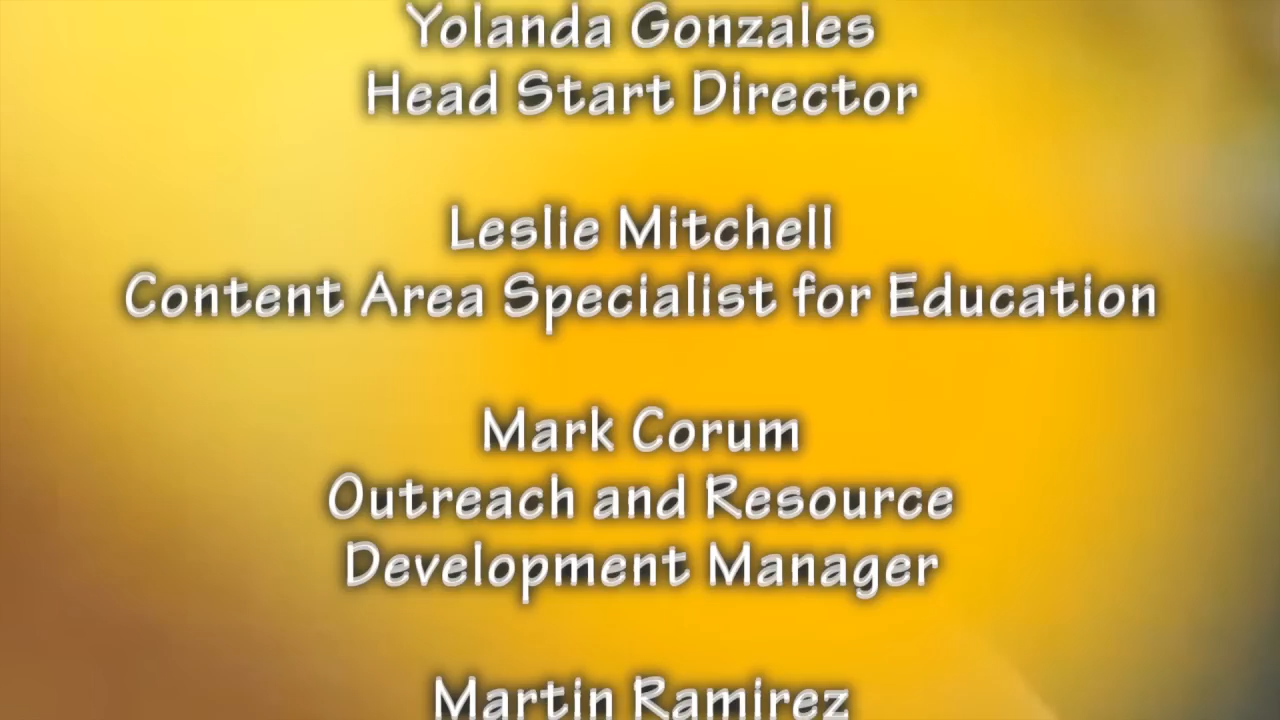 Yolanda Gonzales
Head Start Director
Leslie Mitchell
Content Area Specialist for Education
Mark Corum
Outreach and Resource
Development Manager
Martin Ramirez